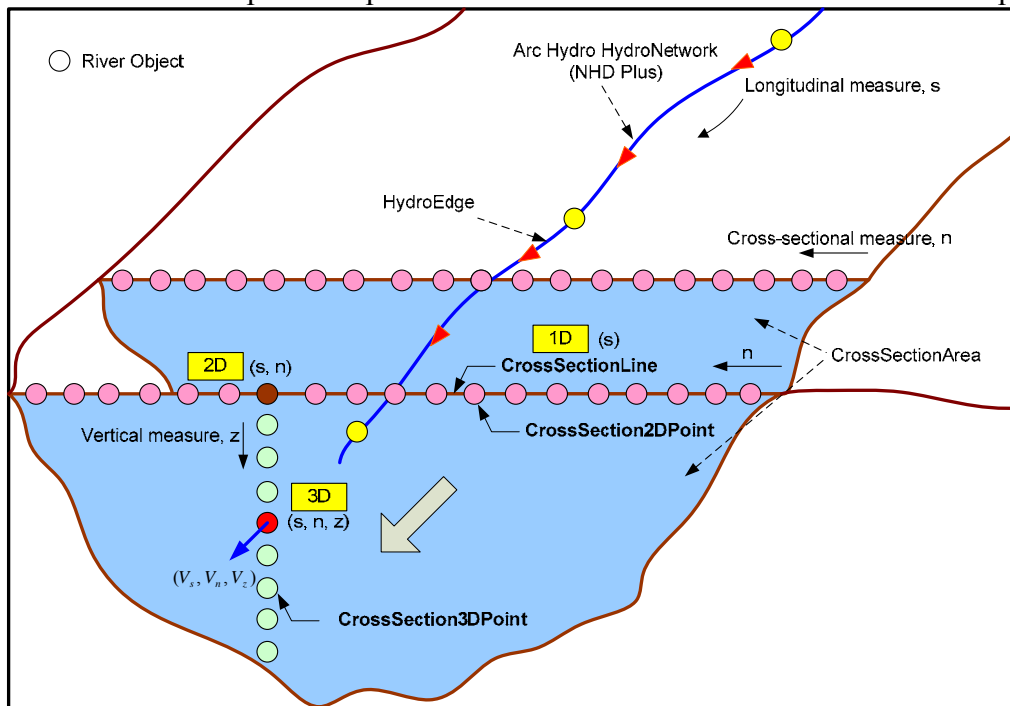 River Object
Arc Hydro HydroNetwork
(NHD Plus)
Longitudinal measure, s
HydroEdge
Cross-sectional measure, n
1D (s)
2D (s, n)
CrossSectionLine
n
CrossSectionArea
CrossSection2DPoint
Vertical measure, z
3D
(s, n, z)
(Vs, Vn, Vz)
CrossSection3DPoint